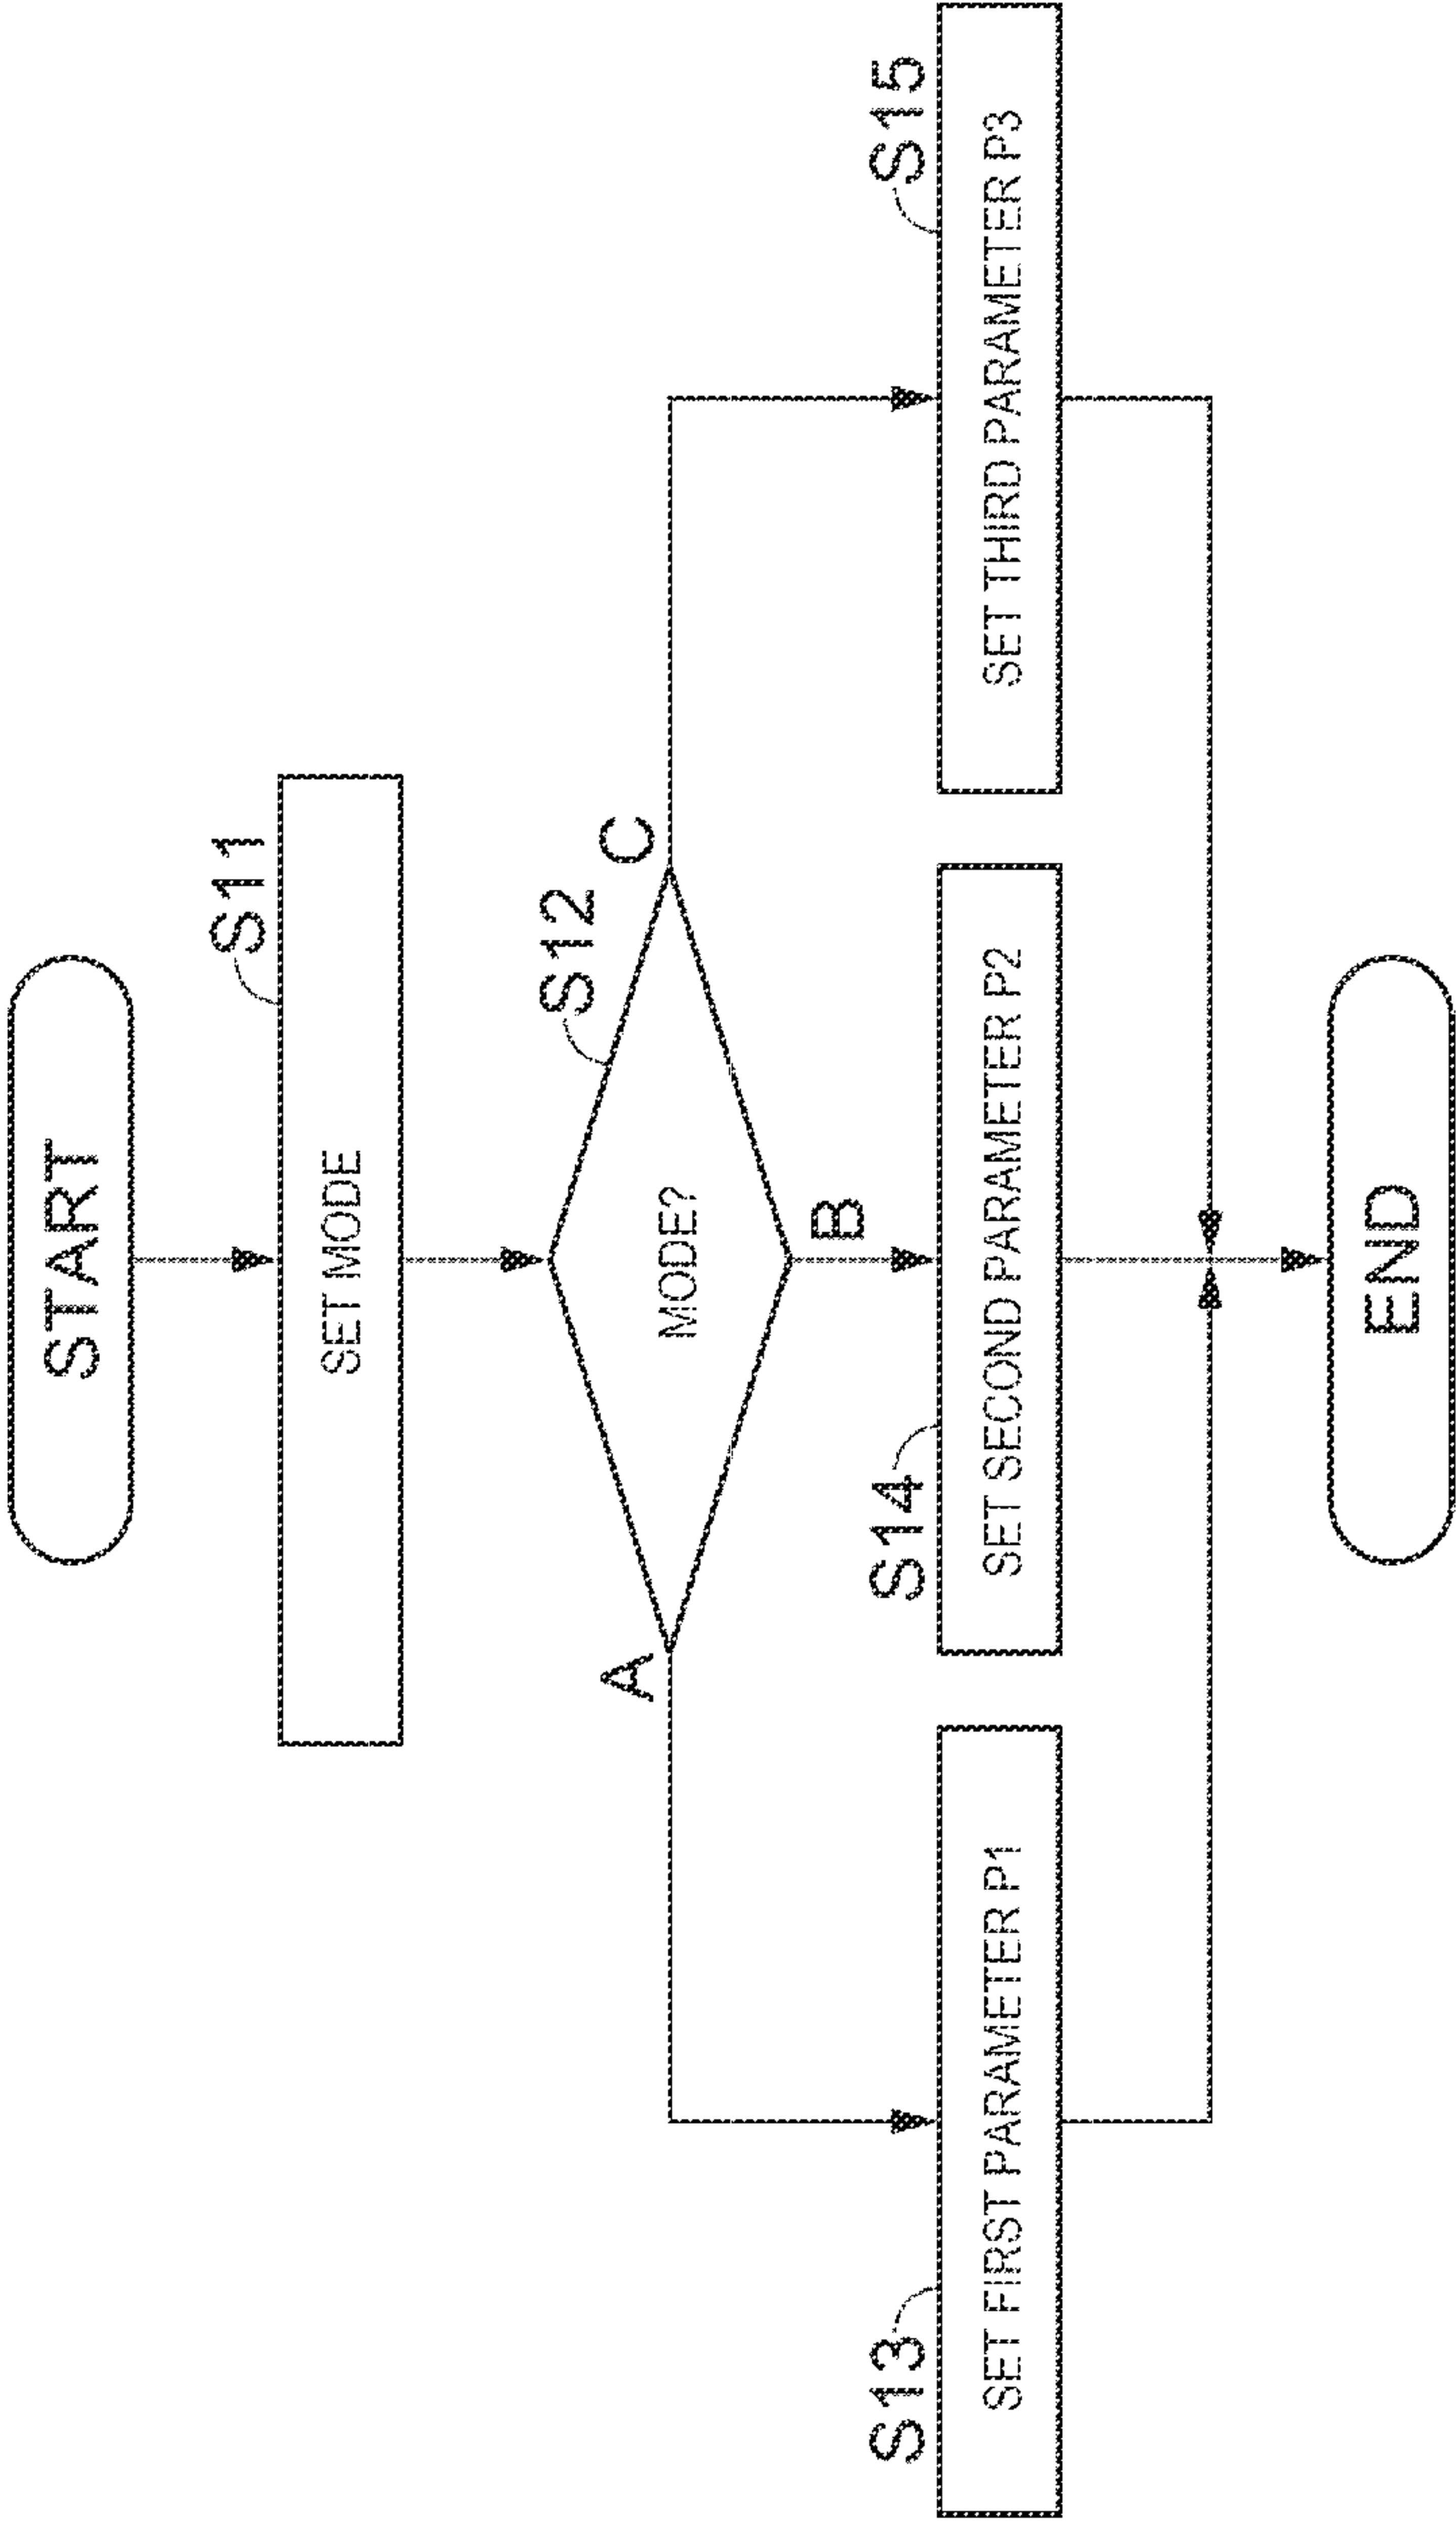 START
S11
SET MODE
S12
MODE?
A
B
C
S13
SET FIRST PARAMETER P1
S14
SET SECOND PARAMETER P2
S15
SET THIRD PARAMETER P3
END